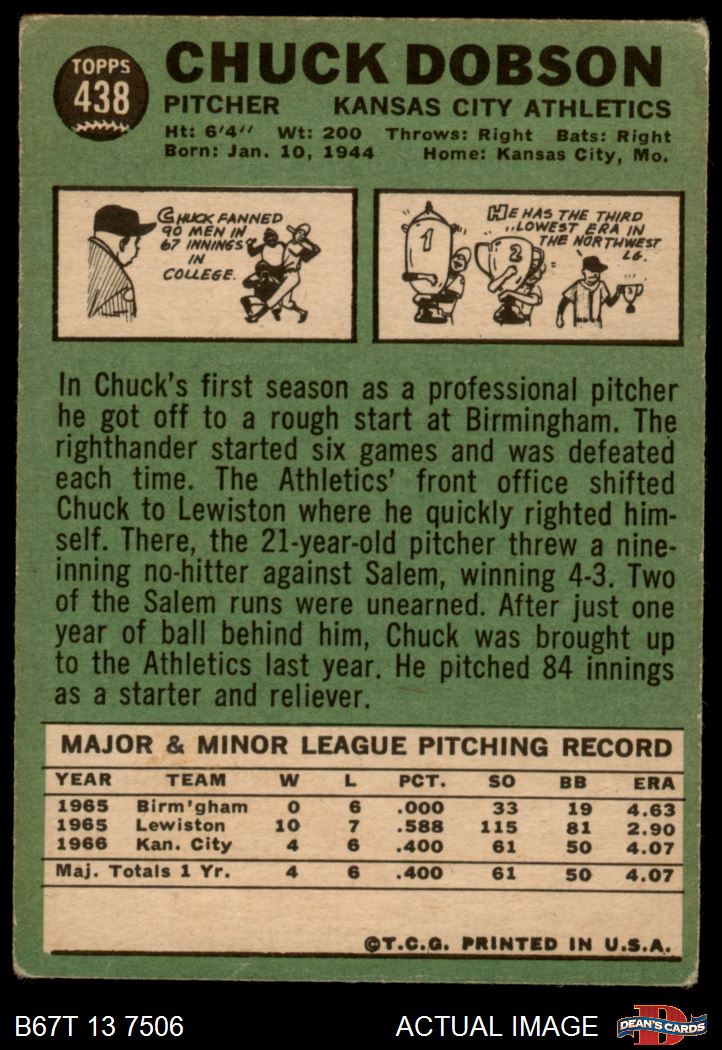 TOPPS
438
CHUCK DOBSON
PITCHER KANSAS CITY ATHLETICS
Ht: 6'4" Wt: 200 Throws: Right Bats: Right
Born: Jan. 10, 1944 Home: Kansas City, Mo.
CHUCK FANNED
90 MEN IN
67 INNINGS
IN
COLLEGE.
HE HAS THE THIRD
LOWEST ERA IN
THE NORTHWEST
LG.
1
2
3
In Chuck's first season as a professional pitcher
he got off to a rough start at Birmingham. The
righthander started six games and was defeated
each time. The Athletics' front office shifted
Chuck to Lewiston where he quickly righted him-
self. There, the 21-year-old pitcher threw a nine-
inning no-hitter against Salem, winning 4-3. Two
of the Salem runs were unearned. After just one
year of ball behind him, Chuck was brought up
to the Athletics last year. He pitched 84 innings
as a starter and reliever.
MAJOR & MINOR LEAGUE PITCHING RECORD
YEAR TEAM W L PCT. SO BB ERA
1965 Birm'gham 0 6 .000 33 19 4.63
1965 Lewiston 10 7 .588 115 81 2.90
1966 Kan. City 4 6 .400 61 50 4.07
Maj. Totals 1 Yr. 4 6 .400 61 50 4.07
©T.C.G. PRINTED IN U.S.A.
B67T 13 7506 ACTUAL IMAGE DEAN'S CARDS